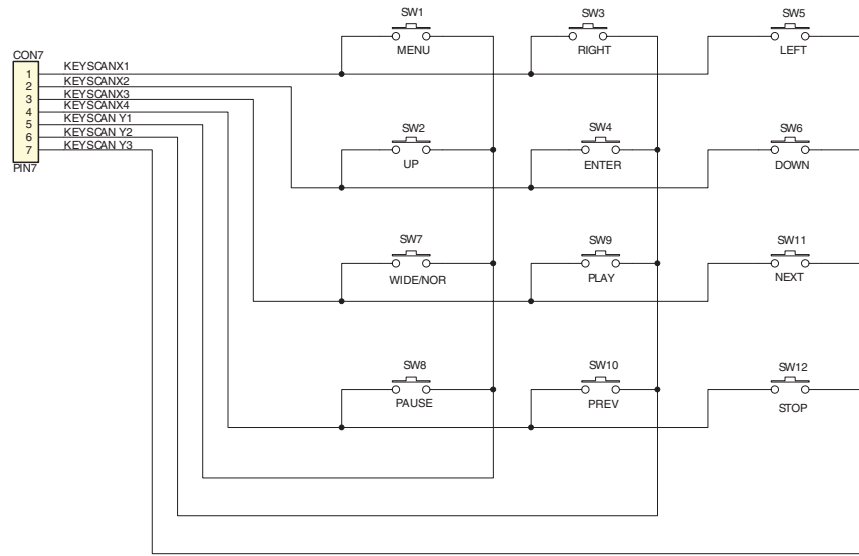 SW1
SW3
SW5
MENU
RIGHT
LEFT
CON7
1 KEYSCANX1
2 KEYSCANX2
3 KEYSCANX3
4 KEYSCANX4
5 KEYSCAN Y1
6 KEYSCAN Y2
7 KEYSCAN Y3
PIN7
SW2
SW4
SW6
UP
ENTER
DOWN
SW7
SW9
SW11
WIDE/NOR
PLAY
NEXT
SW8
SW10
SW12
PAUSE
PREV
STOP